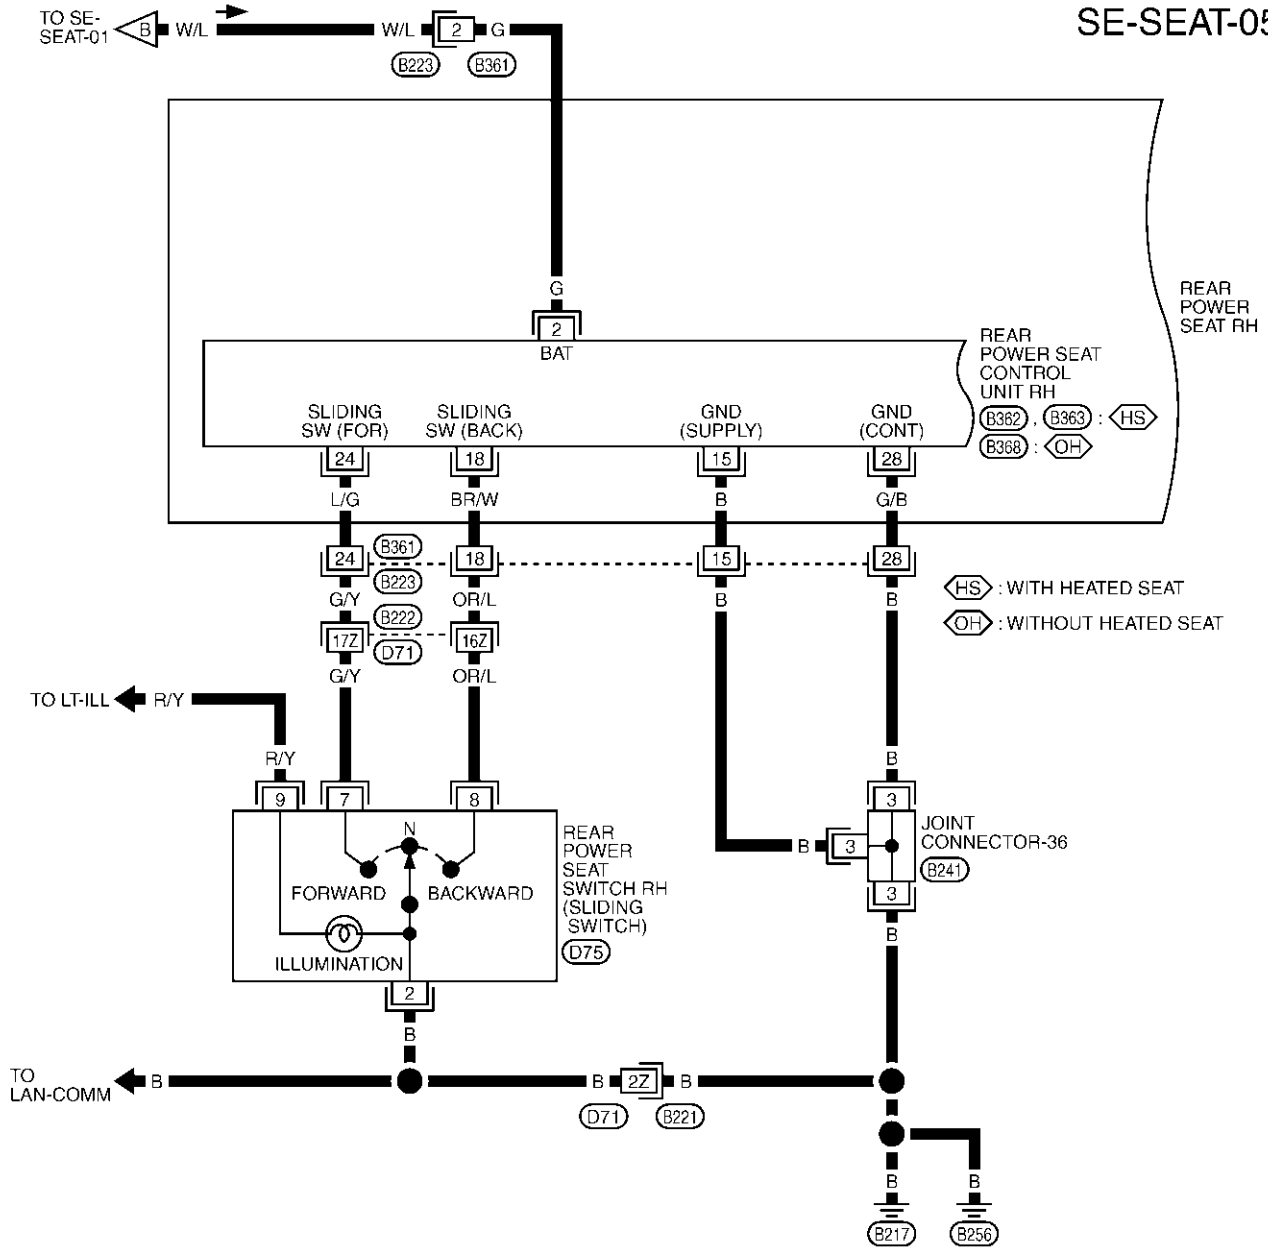 TO SE-
SEAT-01
B
W/L
W/L
2
G
SE-SEAT-05
B223
B361
G
2
BAT
REAR
POWER
SEAT RH
REAR
POWER SEAT
CONTROL
UNIT RH
B362 , B363 : HS
B368 : OH
SLIDING
SW (FOR)
SLIDING
SW (BACK)
GND
(SUPPLY)
GND
(CONT)
24
18
15
28
L/G
BR/W
B
G/B
24
B361
18
15
28
B223
G/Y
OR/L
B
B
HS : WITH HEATED SEAT
OH : WITHOUT HEATED SEAT
B222
17Z
16Z
D71
G/Y
OR/L
TO LT-ILL
R/Y
R/Y
B
9
7
8
3
N
FORWARD
BACKWARD
ILLUMINATION
REAR
POWER
SEAT
SWITCH RH
(SLIDING
SWITCH)
D75
B
3
JOINT
CONNECTOR-36
B241
3
B
2
B
TO
LAN-COMM
B
B
2Z
B
D71
B221
B
B
B217
B256